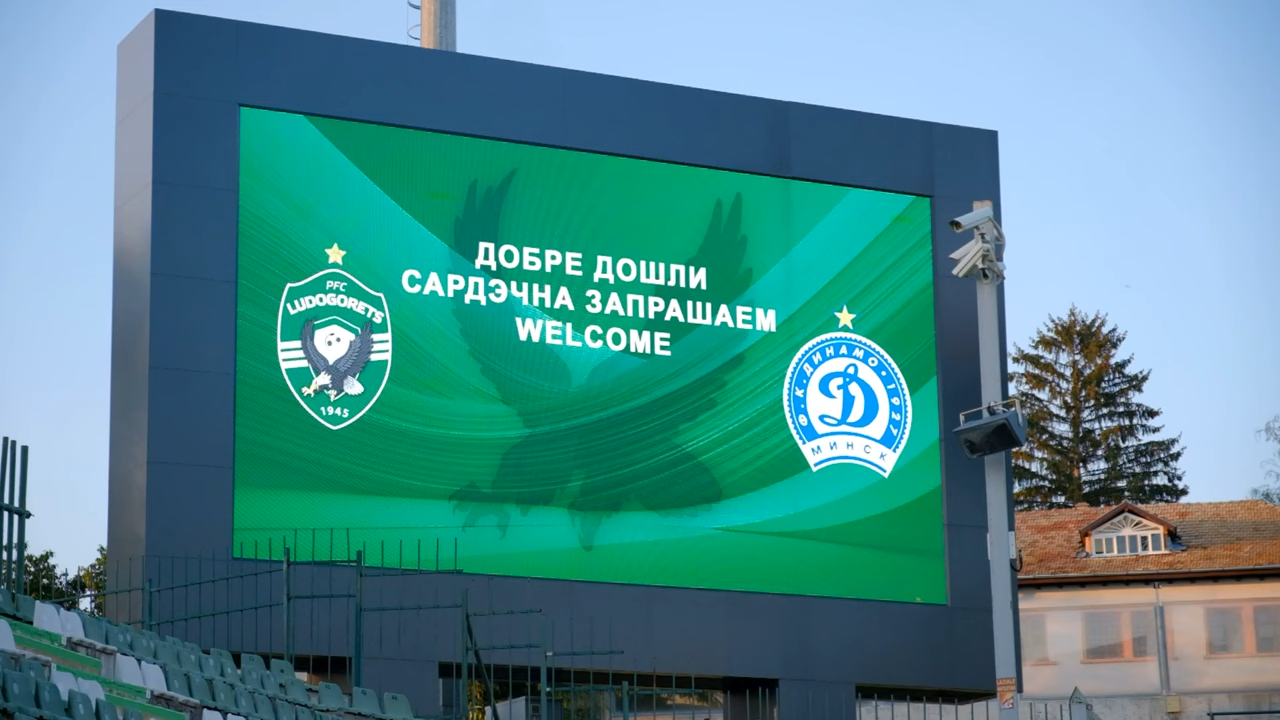 ДОБРЕ ДОШЛИ
САРДЭЧНА ЗАПРАШАЕМ
WELCOME
PFC
LUDOGORETS
1945
Ф.К. ДИНАМО • 1927
Д
МИНСК